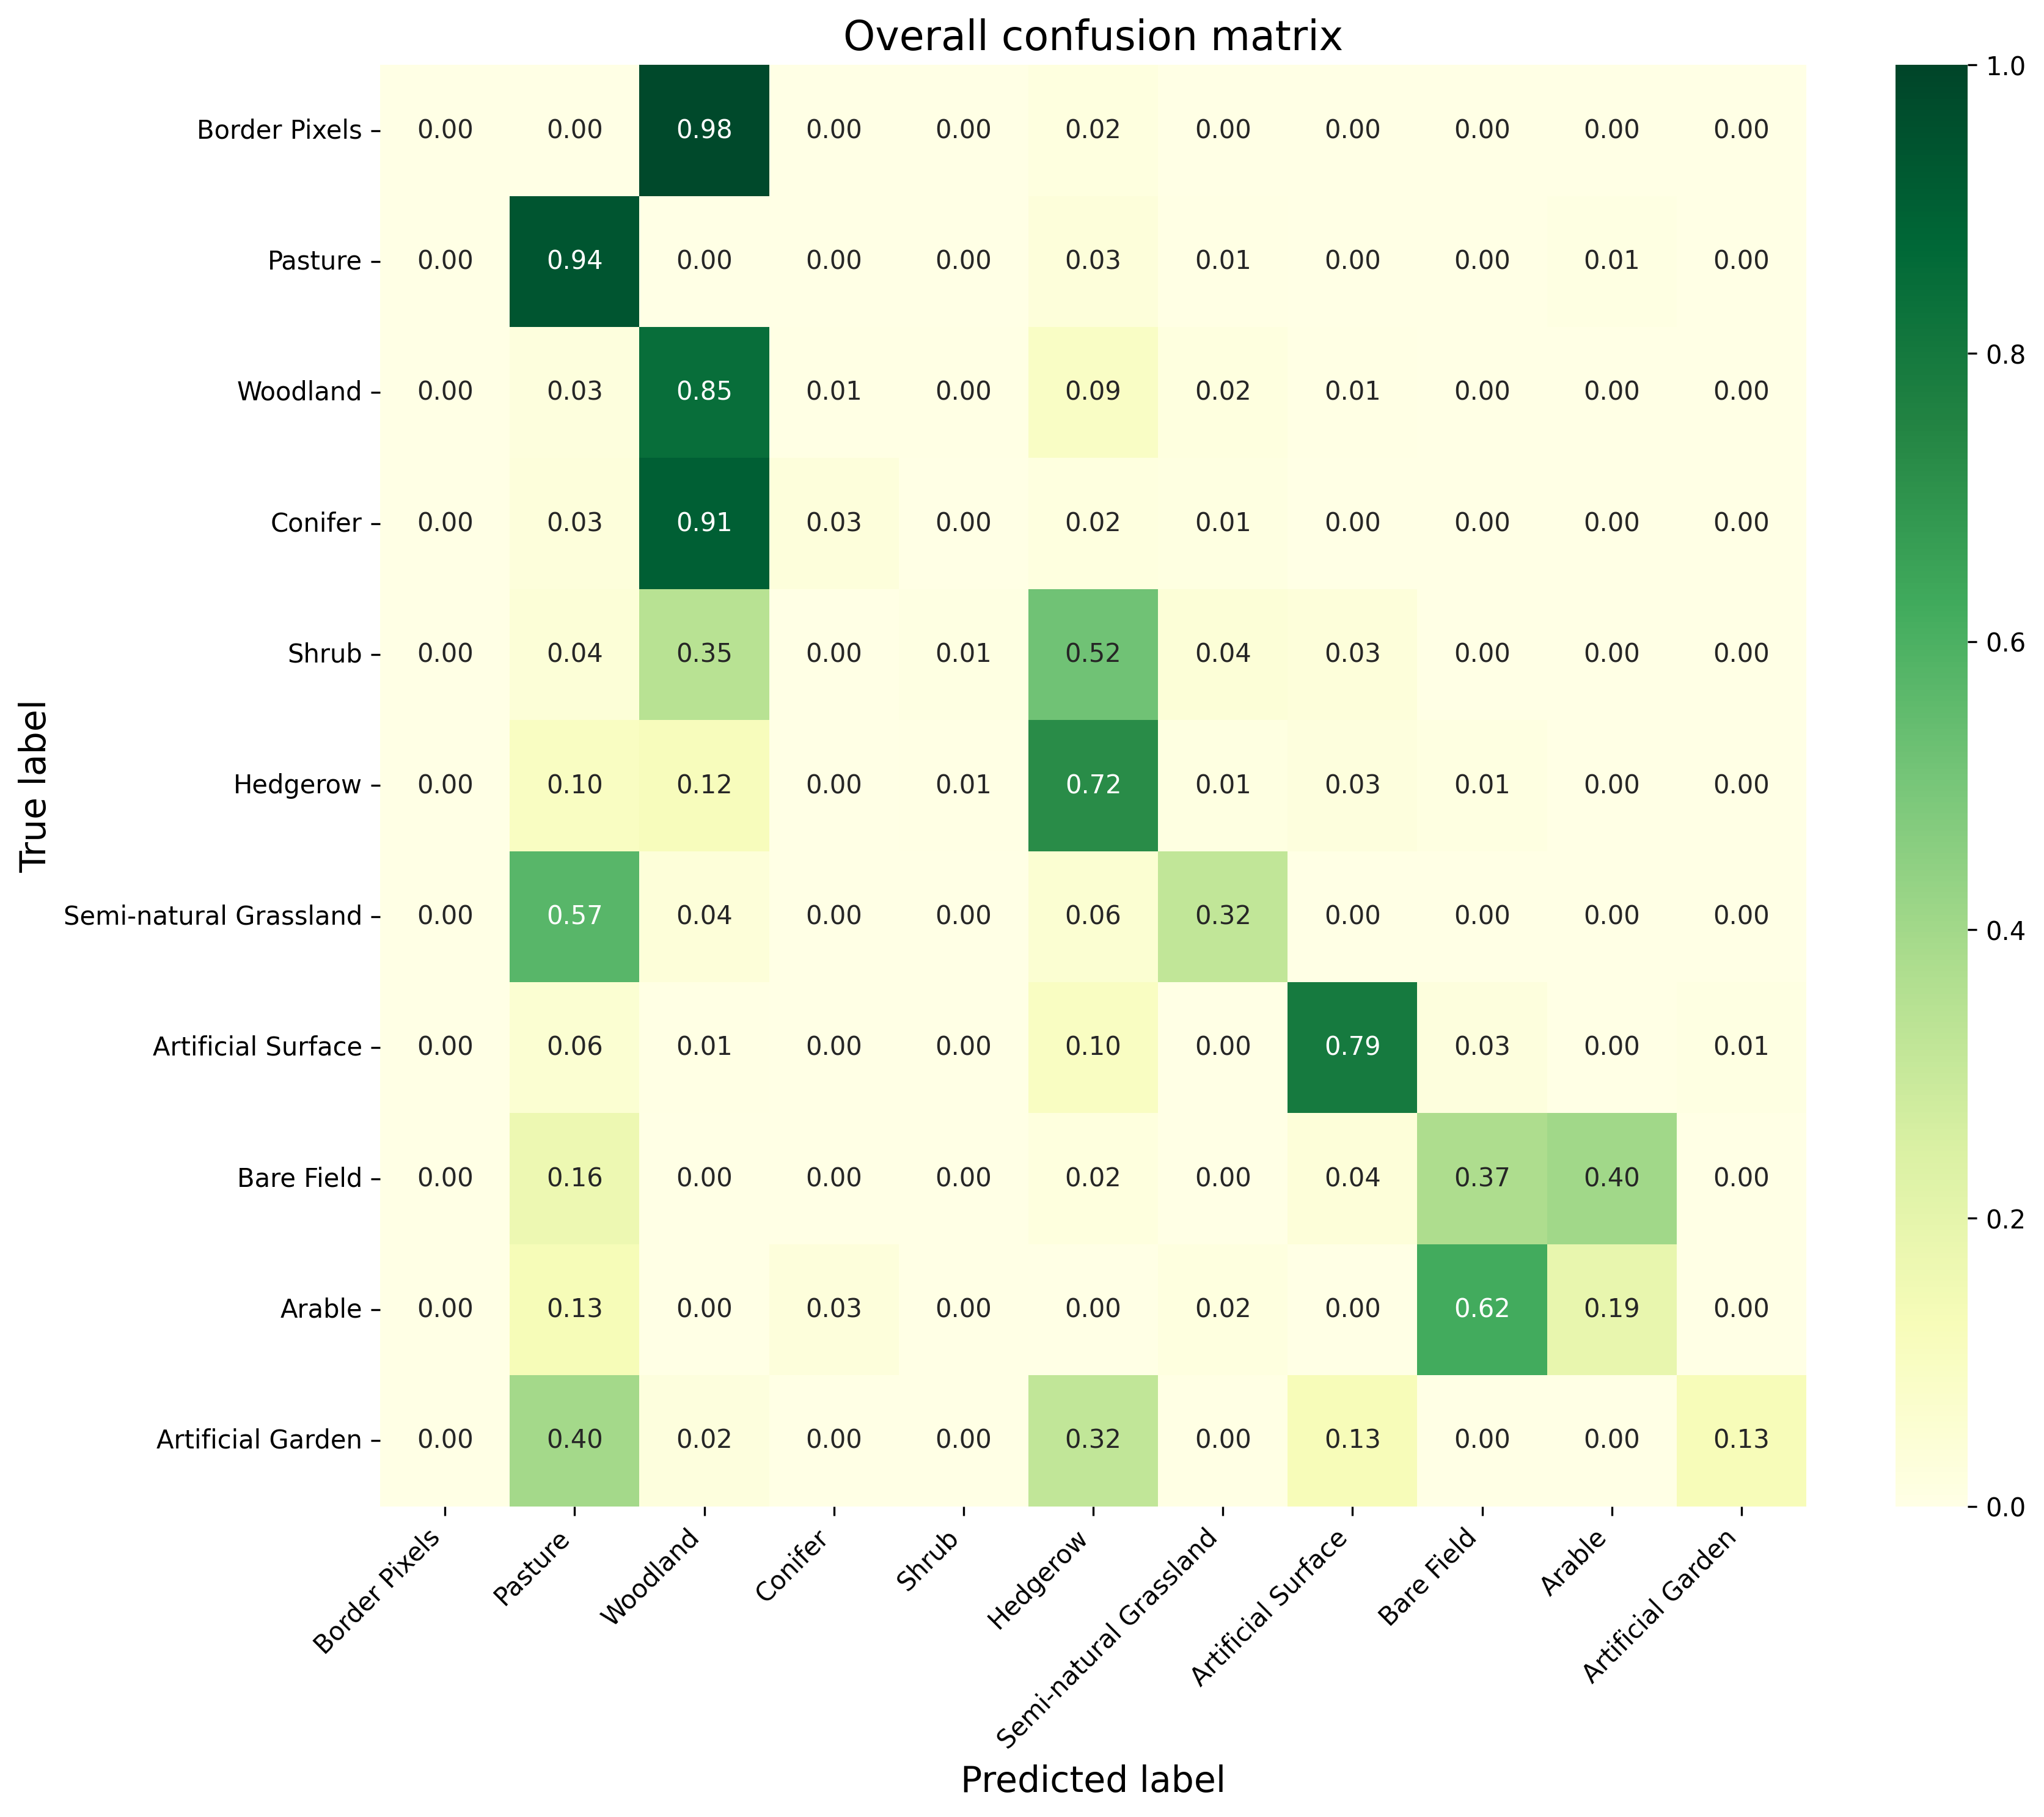 Overall confusion matrix
Border Pixels 0.00 0.00 0.98 0.00 0.00 0.02 0.00 0.00 0.00 0.00 0.00
Pasture 0.00 0.94 0.00 0.00 0.00 0.03 0.01 0.00 0.00 0.01 0.00
Woodland 0.00 0.03 0.85 0.01 0.00 0.09 0.02 0.01 0.00 0.00 0.00
Conifer 0.00 0.03 0.91 0.03 0.00 0.02 0.01 0.00 0.00 0.00 0.00
Shrub 0.00 0.04 0.35 0.00 0.01 0.52 0.04 0.03 0.00 0.00 0.00
Hedgerow 0.00 0.10 0.12 0.00 0.01 0.72 0.01 0.03 0.01 0.00 0.00
Semi-natural Grassland 0.00 0.57 0.04 0.00 0.00 0.06 0.32 0.00 0.00 0.00 0.00
Artificial Surface 0.00 0.06 0.01 0.00 0.00 0.10 0.00 0.79 0.03 0.00 0.01
Bare Field 0.00 0.16 0.00 0.00 0.00 0.02 0.00 0.04 0.37 0.40 0.00
Arable 0.00 0.13 0.00 0.03 0.00 0.00 0.02 0.00 0.62 0.19 0.00
Artificial Garden 0.00 0.40 0.02 0.00 0.00 0.32 0.00 0.13 0.00 0.00 0.13
True label
Border Pixels
Pasture
Woodland
Conifer
Shrub
Hedgerow
Semi-natural Grassland
Artificial Surface
Bare Field
Arable
Artificial Garden
Predicted label
1.0
0.8
0.6
0.4
0.2
0.0